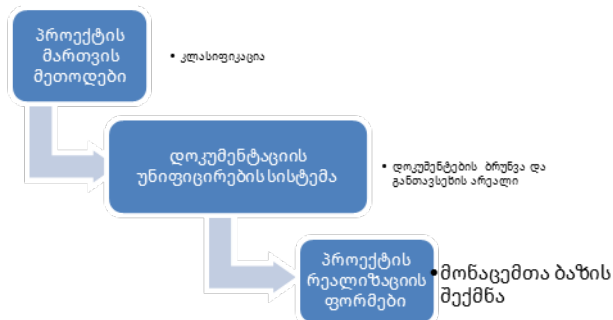 პროექტის
მართვის
მეთოდები
• კლასიფიკაცია
დოკუმენტაციის
უნიფიცირების სისტემა
• დოკუმენტების ბრუნვა და
განთავსების არეალი
პროექტის
რეალიზაციის
ფორმები
• მონაცემთა ბაზის
შექმნა